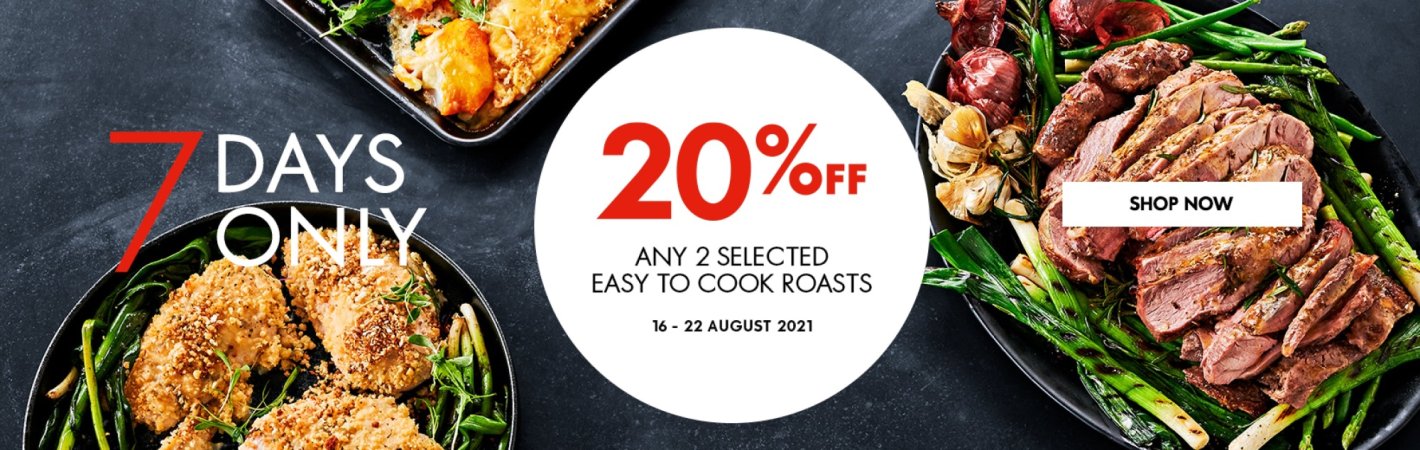 7 DAYS
ONLY
20% OFF
ANY 2 SELECTED
EASY TO COOK ROASTS
16 - 22 AUGUST 2021
SHOP NOW